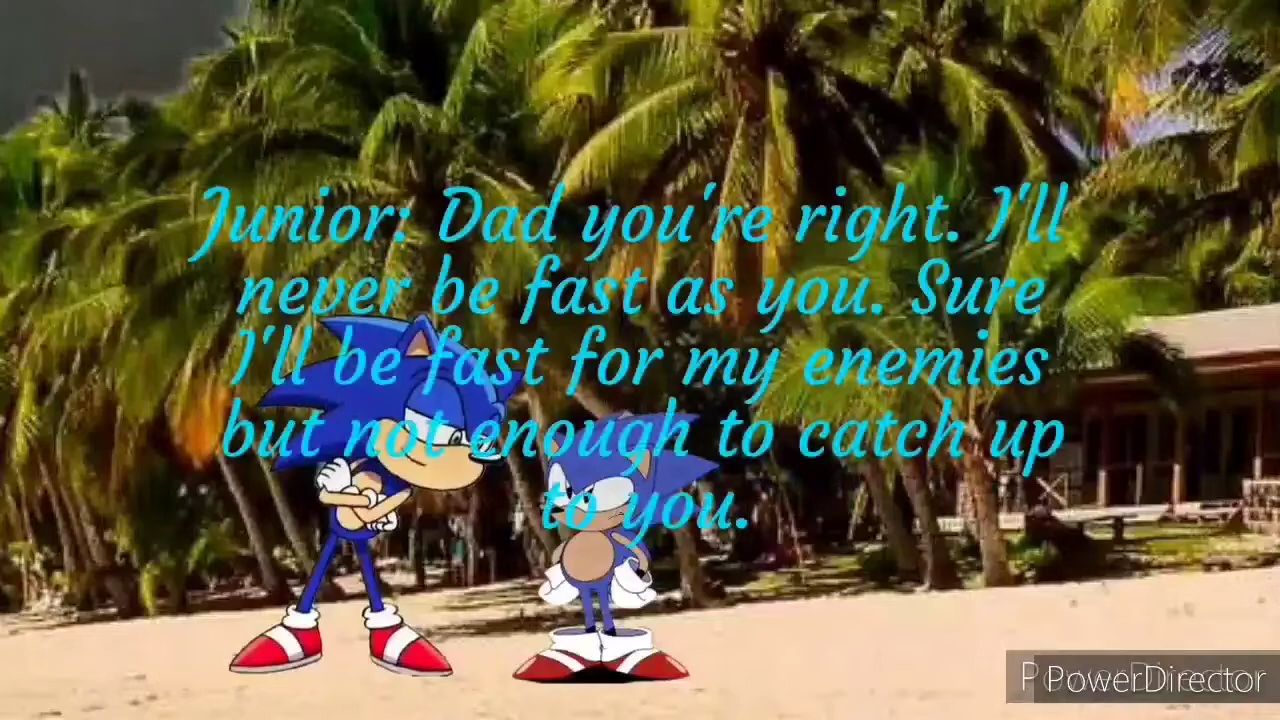 Junior: Dad you're right. I'll
never be fast as you. Sure
I'll be fast for my enemies
but not enough to catch up
to you.
PowerDirector